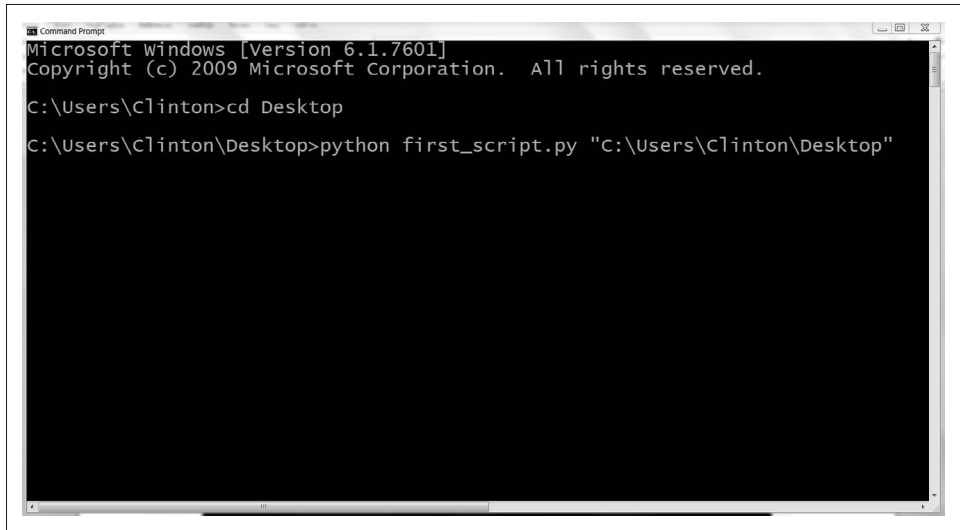 Command Prompt
Microsoft Windows [Version 6.1.7601]
Copyright (c) 2009 Microsoft Corporation.  All rights reserved.
C:\Users\Clinton>cd Desktop
C:\Users\Clinton\Desktop>python first_script.py "C:\Users\Clinton\Desktop"